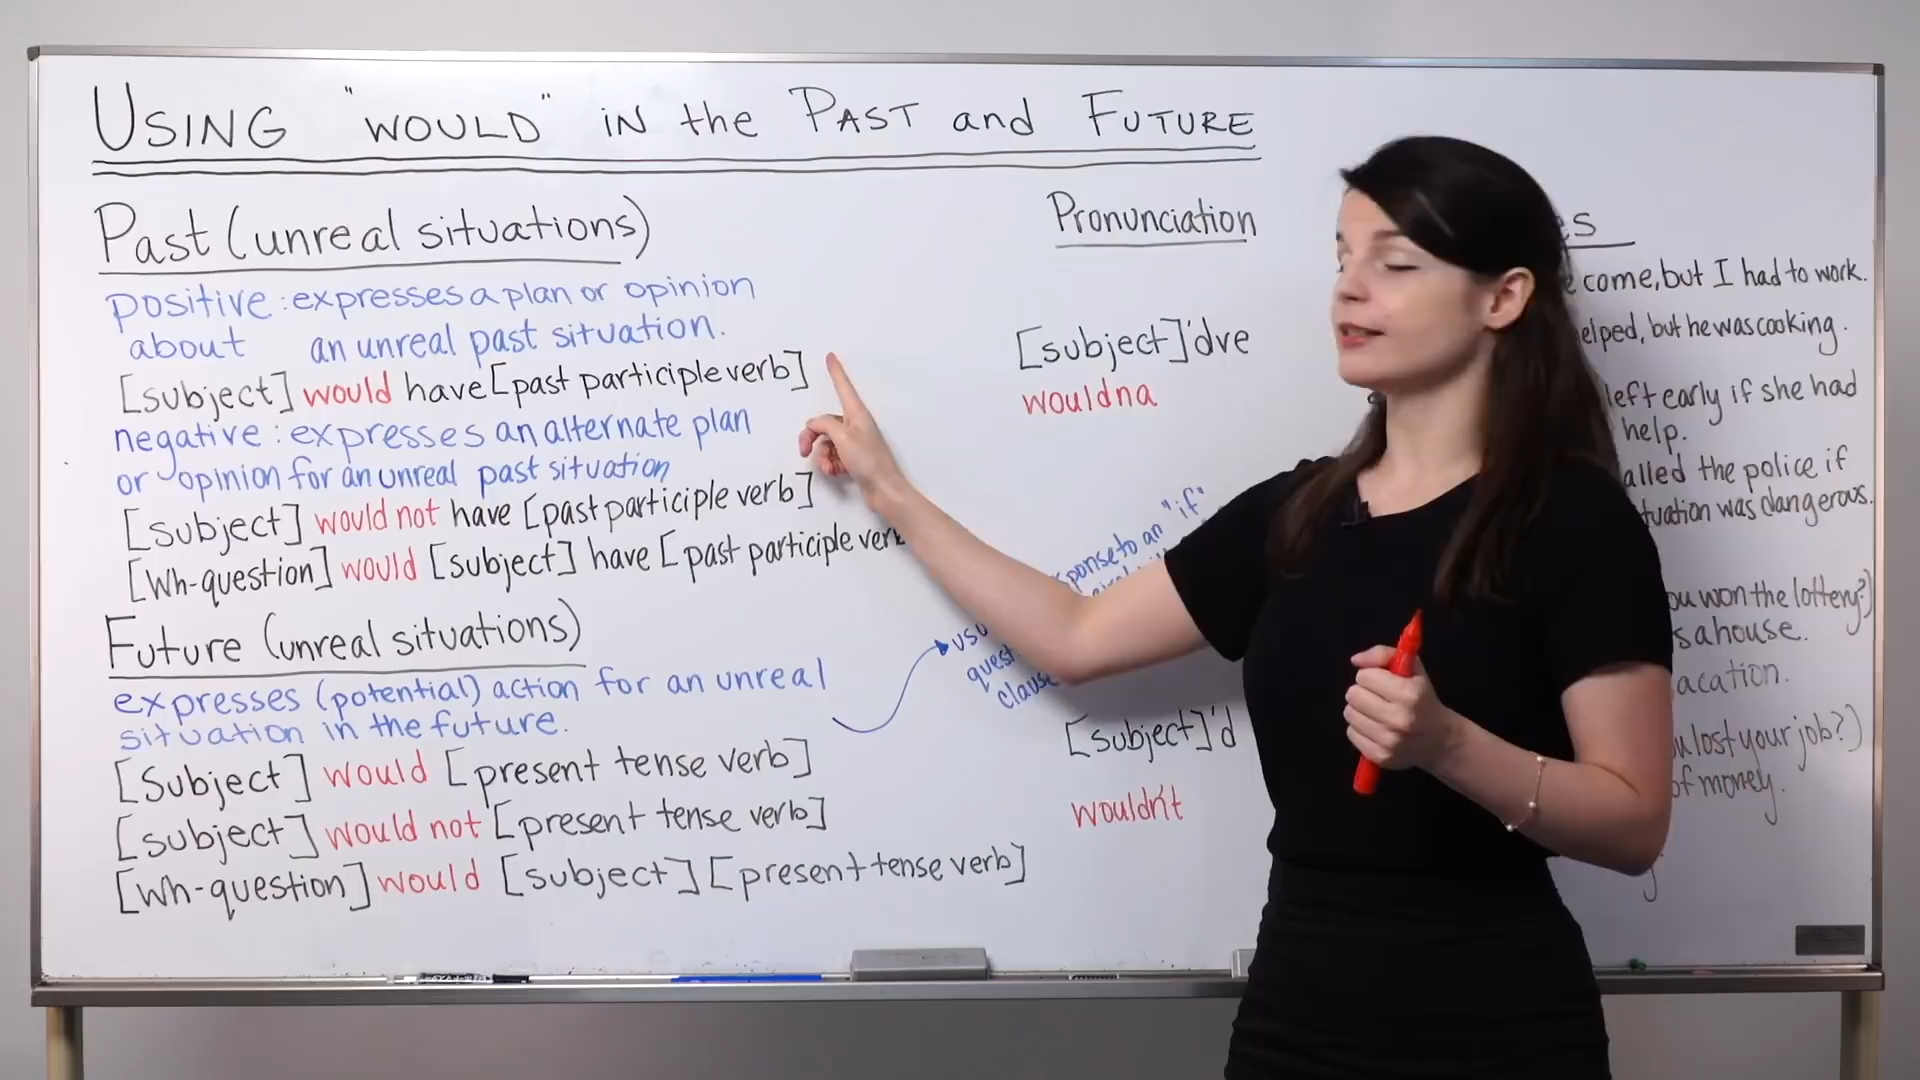 USING "WOULD" IN the PAST and FUTURE
Past (unreal situations)
positive: expresses a plan or opinion
about an unreal past situation.
[subject] would have [past participle verb]
negative: expresses an alternate plan
or opinion for an unreal past situation
[subject] would not have [past participle verb]
[Wh-question] would [subject] have [past participle
Future (unreal situations)
expresses (potential) action for an unreal
situation in the future.
[Subject] would [present tense verb]
[subject] would not [present tense verb]
[Wh-question] would [subject] [present tense verb]
Pronunciation
[subject]'dve
wouldna
to an "if"
[subject]'d
wouldn't
come, but I had to work.
but he was cooking.
left early if she had
help.
the police if
was dangerous.
won the lottery?)
a house.
lost your job?)
of money.